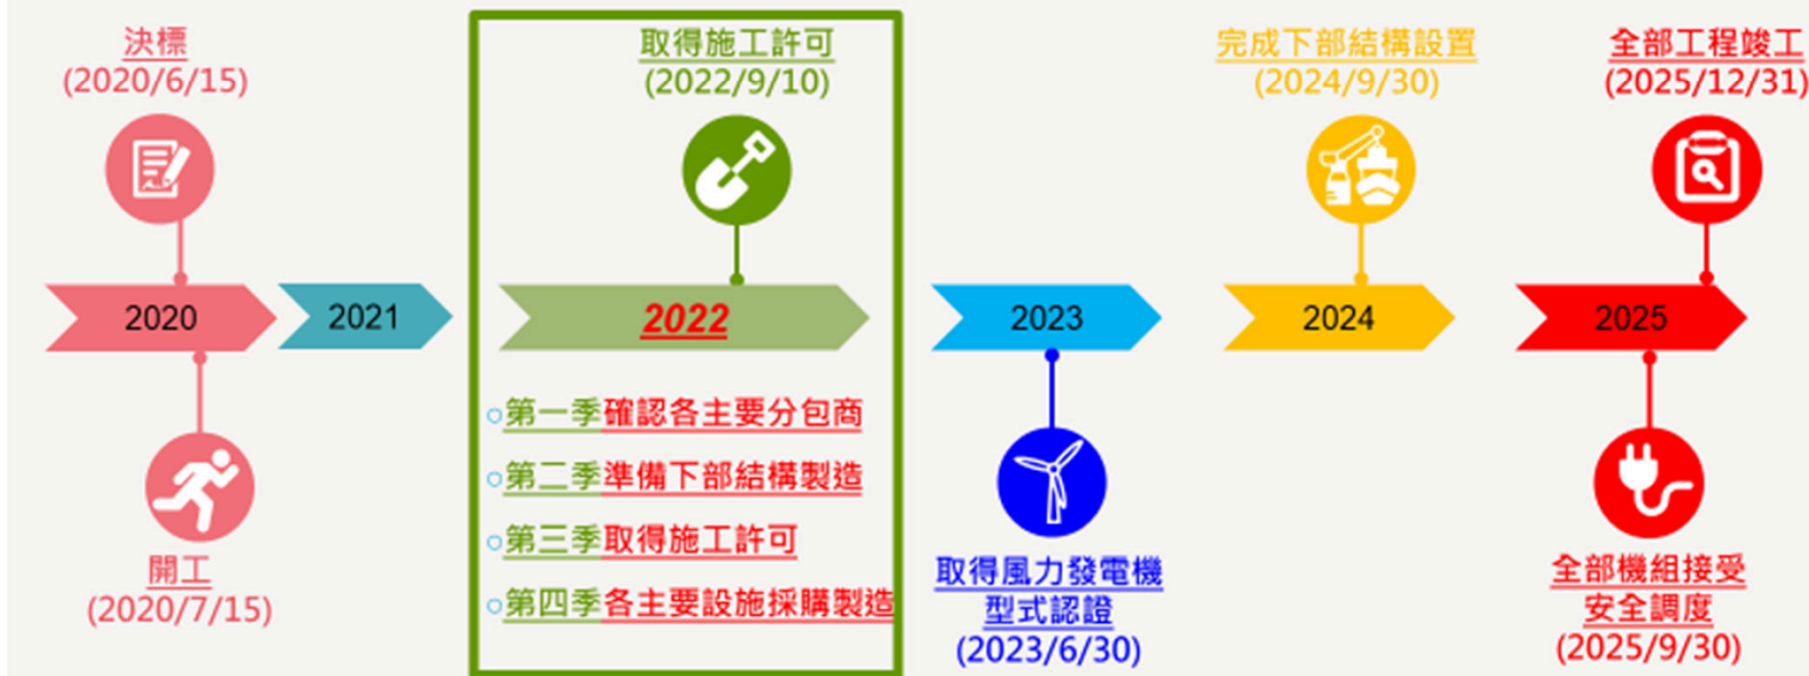 決標
(2020/6/15)
取得施工許可
(2022/9/10)
完成下部結構設置
(2024/9/30)
全部工程竣工
(2025/12/31)
2020
2021
2022
2023
2024
2025
第一季確認各主要分包商
第二季準備下部結構製造
第三季取得施工許可
第四季各主要設施採購製造
開工
(2020/7/15)
取得風力發電機
型式認證
(2023/6/30)
全部機組接受
安全調度
(2025/9/30)